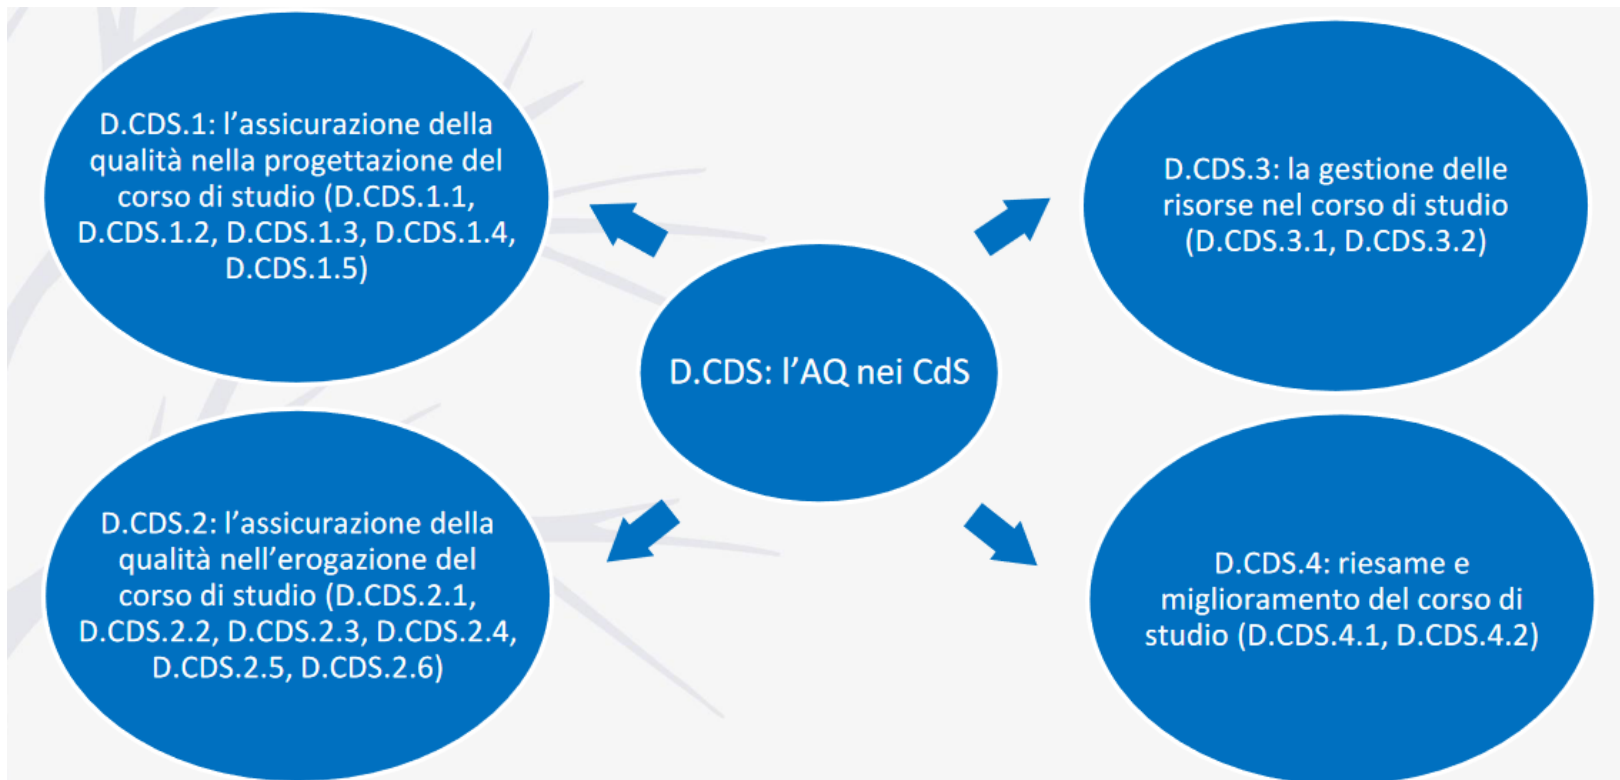 D.CDS.1: l’assicurazione della
qualità nella progettazione del
corso di studio (D.CDS.1.1,
D.CDS.1.2, D.CDS.1.3, D.CDS.1.4,
D.CDS.1.5)
D.CDS.3: la gestione delle
risorse nel corso di studio
(D.CDS.3.1, D.CDS.3.2)
D.CDS: l’AQ nei CdS
D.CDS.2: l’assicurazione della
qualità nell’erogazione del
corso di studio (D.CDS.2.1,
D.CDS.2.2, D.CDS.2.3, D.CDS.2.4,
D.CDS.2.5, D.CDS.2.6)
D.CDS.4: riesame e
miglioramento del corso di
studio (D.CDS.4.1, D.CDS.4.2)